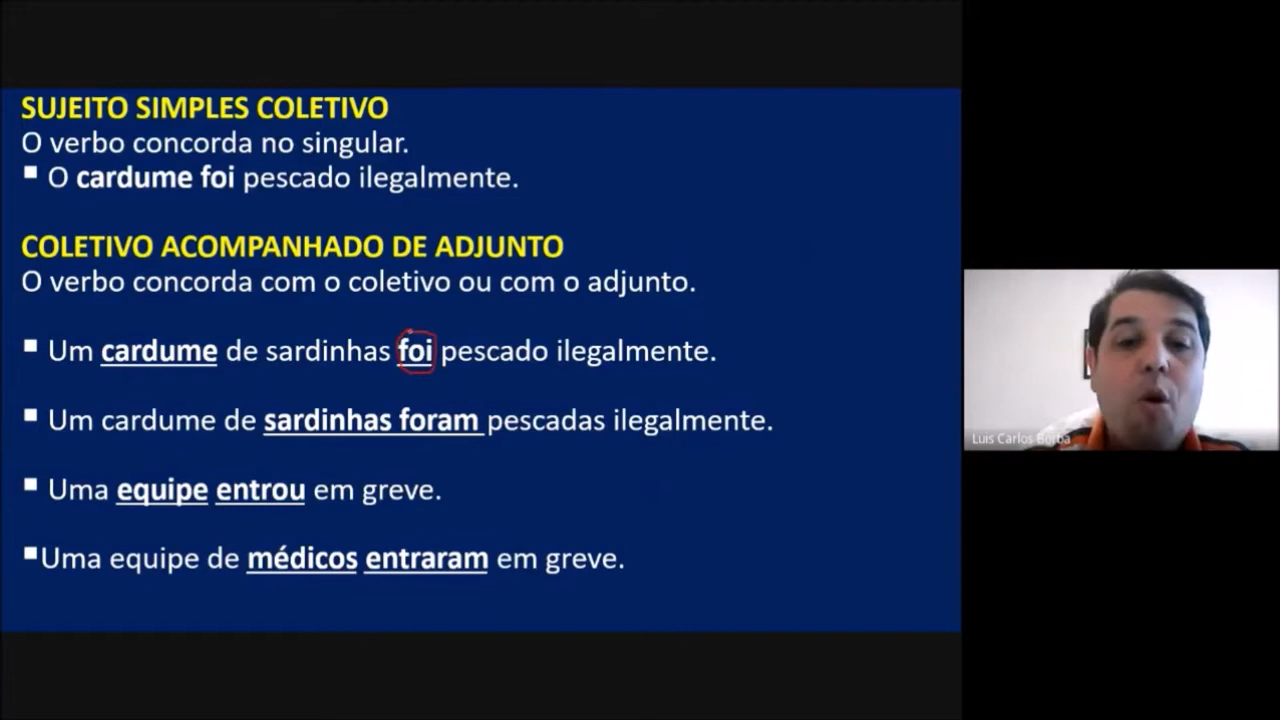 SUJEITO SIMPLES COLETIVO
O verbo concorda no singular.
▪ O cardume foi pescado ilegalmente.
COLETIVO ACOMPANHADO DE ADJUNTO
O verbo concorda com o coletivo ou com o adjunto.
▪ Um cardume de sardinhas foi pescado ilegalmente.
▪ Um cardume de sardinhas foram pescadas ilegalmente.
▪ Uma equipe entrou em greve.
▪Uma equipe de médicos entraram em greve.
Luis Carlos Borba